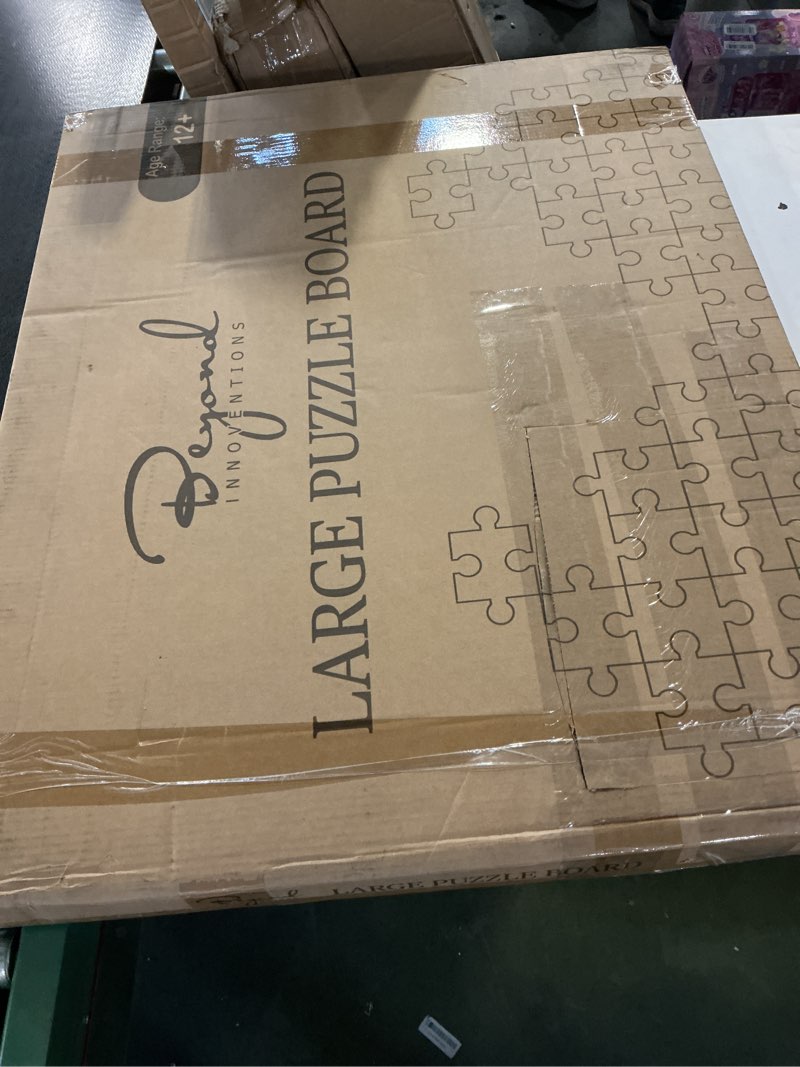 Age Range:
12+
Beyond
INNOVENTIONS
LARGE PUZZLE BOARD
LARGE PUZZLE BOARD